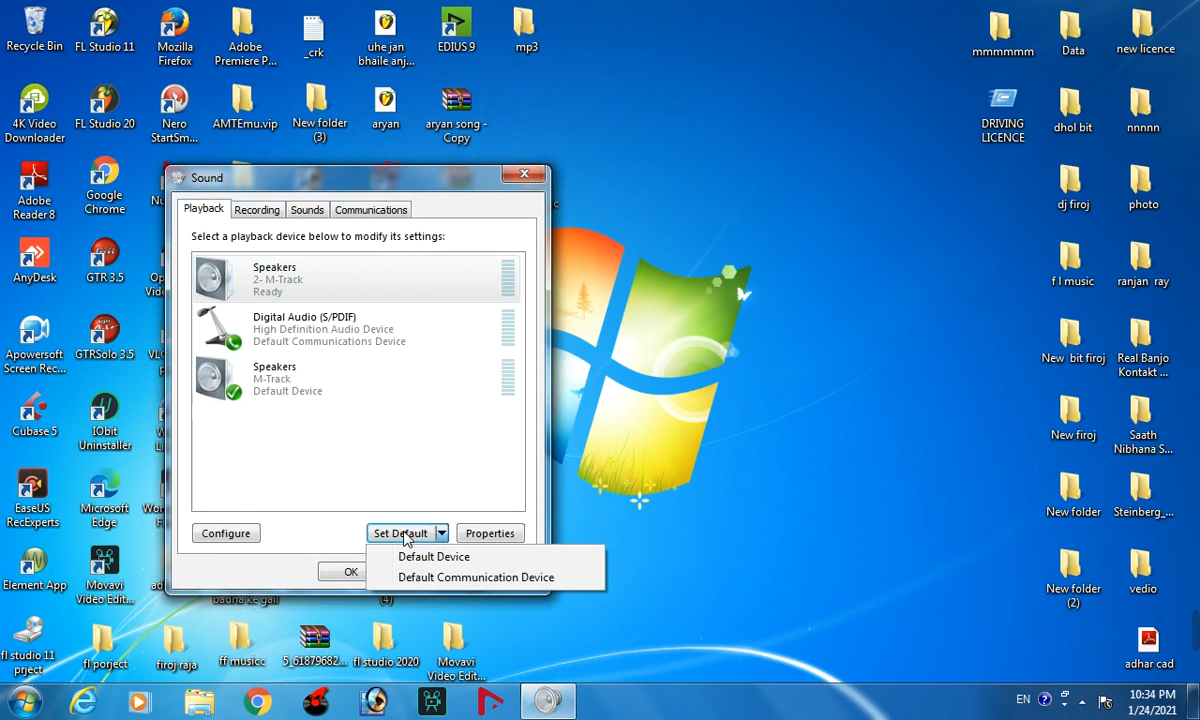 Recycle Bin
FL Studio 11
Mozilla
Firefox
Adobe
Premiere P...
_crk
uhe jan
bhaile anj...
EDIUS 9
mp3
mmmmmm
Data
new licence
4K Video
Downloader
FL Studio 20
Nero
StartSm...
AMTEmu.vip
New folder
(3)
aryan
aryan song -
Copy
DRIVING
LICENCE
dhol bit
nnnnn
Adobe
Reader 8
Google
Chrome
dj firoj
photo
AnyDesk
GTR 3.5
f l music
ranjan ray
Apowersoft
Screen Rec...
GTRSolo 3.5
New bit firoj
Real Banjo
Kontakt ...
Cubase 5
IObit
Uninstaller
New firoj
Saath
Nibhana S...
EaseUS
RecExperts
Microsoft
Edge
New folder
Steinberg_...
Element App
Movavi
Video Edit...
New folder
(2)
vedio
Sound
Playback
Recording
Sounds
Communications
Select a playback device below to modify its settings:
Speakers
2- M-Track
Ready
Digital Audio (S/PDIF)
High Definition Audio Device
Default Communications Device
Speakers
M-Track
Default Device
Configure
Set Default
Properties
Default Device
Default Communication Device
OK
badha ke gali
(4)
fl studio 11
prject
fl porject
firoj raja
ff musicc
5_61879682...
fl studio 2020
Movavi
Video Edit...
adhar cad
EN
10:34 PM
1/24/2021